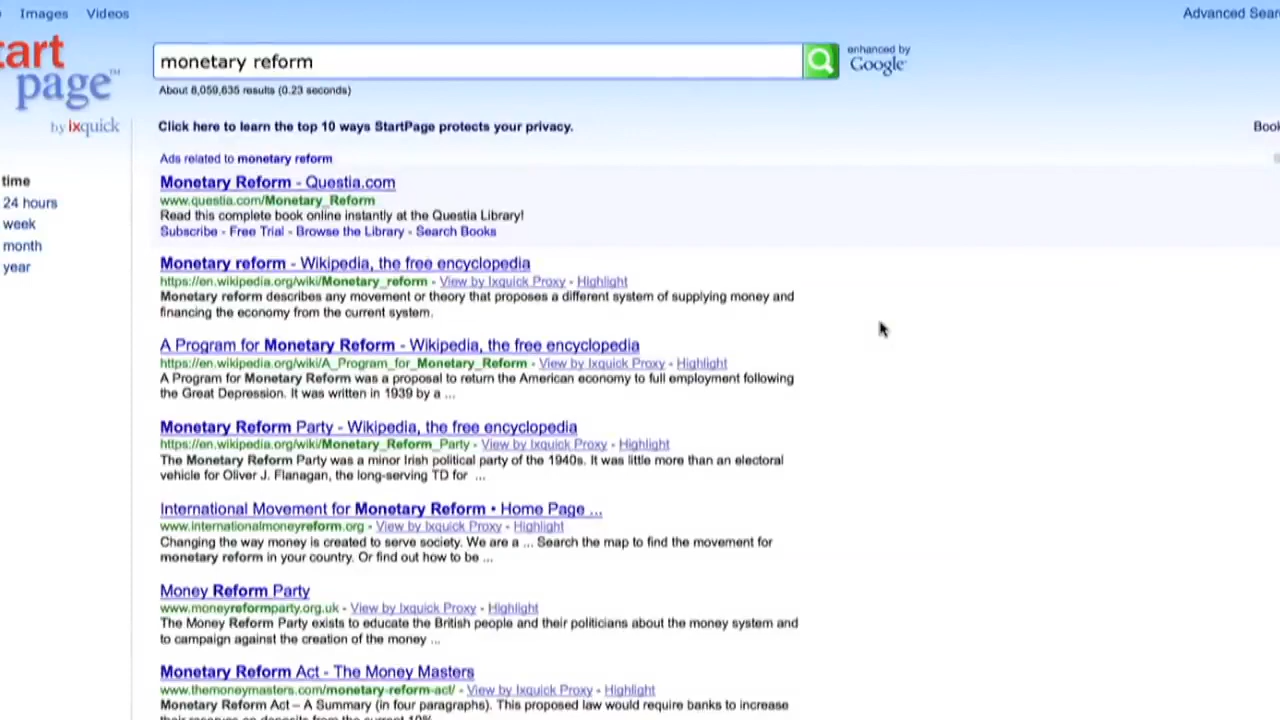 Images Videos Advanced Sear
art
page™
by ixquick
monetary reform
enhanced by
Google
About 8,059,635 results (0.23 seconds)
Click here to learn the top 10 ways StartPage protects your privacy.
Book
Ads related to monetary reform
time
24 hours
week
month
year
Monetary Reform - Questia.com
www.questia.com/Monetary_Reform
Read this complete book online instantly at the Questia Library!
Subscribe - Free Trial - Browse the Library - Search Books
Monetary reform - Wikipedia, the free encyclopedia
https://en.wikipedia.org/wiki/Monetary_reform - View by Ixquick Proxy - Highlight
Monetary reform describes any movement or theory that proposes a different system of supplying money and
financing the economy from the current system.
A Program for Monetary Reform - Wikipedia, the free encyclopedia
https://en.wikipedia.org/wiki/A_Program_for_Monetary_Reform - View by Ixquick Proxy - Highlight
A Program for Monetary Reform was a proposal to return the American economy to full employment following
the Great Depression. It was written in 1939 by a ...
Monetary Reform Party - Wikipedia, the free encyclopedia
https://en.wikipedia.org/wiki/Monetary_Reform_Party - View by Ixquick Proxy - Highlight
The Monetary Reform Party was a minor Irish political party of the 1940s. It was little more than an electoral
vehicle for Oliver J. Flanagan, the long-serving TD for ...
International Movement for Monetary Reform • Home Page ...
www.internationalmoneyreform.org - View by Ixquick Proxy - Highlight
Changing the way money is created to serve society. We are a ... Search the map to find the movement for
monetary reform in your country. Or find out how to be ...
Money Reform Party
www.moneyreformparty.org.uk - View by Ixquick Proxy - Highlight
The Money Reform Party exists to educate the British people and their politicians about the money system and
to campaign against the creation of the money ...
Monetary Reform Act - The Money Masters
www.themoneymasters.com/monetary-reform-act/ - View by Ixquick Proxy - Highlight
Monetary Reform Act – A Summary (in four paragraphs). This proposed law would require banks to increase
their reserves on deposits from the current 10%